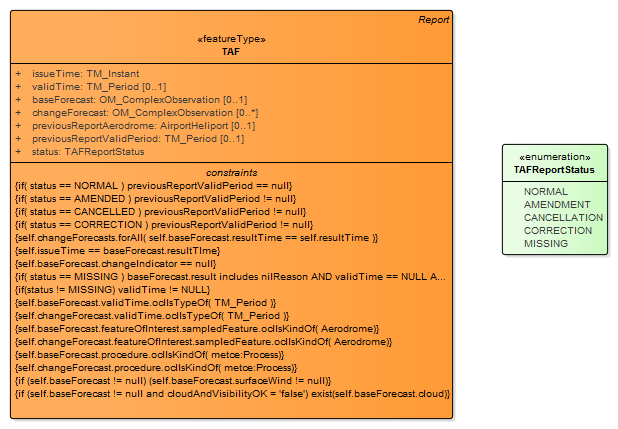 Report
«featureType»
TAF
+ issueTime: TM_Instant
+ validTime: TM_Period [0..1]
+ baseForecast: OM_ComplexObservation [0..1]
+ changeForecast: OM_ComplexObservation [0..*]
+ previousReportAerodrome: AirportHeliport [0..1]
+ previousReportValidPeriod: TM_Period [0..1]
+ status: TAFReportStatus
constraints
{if( status == NORMAL ) previousReportValidPeriod == null}
{if( status == AMENDED ) previousReportValidPeriod != null}
{if( status == CANCELLED ) previousReportValidPeriod != null}
{if( status == CORRECTION ) previousReportValidPeriod != null}
{self.changeForecasts.forAll( self.baseForecast.resultTime == self.resultTime )}
{self.issueTime == baseForecast.resultTIme}
{self.baseForecast.changeIndicator == null}
{if( status == MISSING ) baseForecast.result includes nilReason AND validTime == NULL A...
{if(status != MISSING) validTime != NULL}
{self.baseForecast.validTime.oclIsTypeOf( TM_Period )}
{self.changeForecast.validTime.oclIsTypeOf( TM_Period )}
{self.baseForecast.featureOfInterest.sampledFeature.oclIsKindOf( Aerodrome)}
{self.changeForecast.featureOfInterest.sampledFeature.oclIsKindOf( Aerodrome)}
{self.baseForecast.procedure.oclIsKindOf( metce:Process)}
{self.changeForecast.procedure.oclIsKindOf( metce:Process)}
{if (self.baseForecast != null) (self.baseForecast.surfaceWind != null)}
{if (self.baseForecast != null and cloudAndVisibilityOK = 'false') exist(self.baseForecast.cloud)}
«enumeration»
TAFReportStatus
NORMAL
AMENDMENT
CANCELLATION
CORRECTION
MISSING